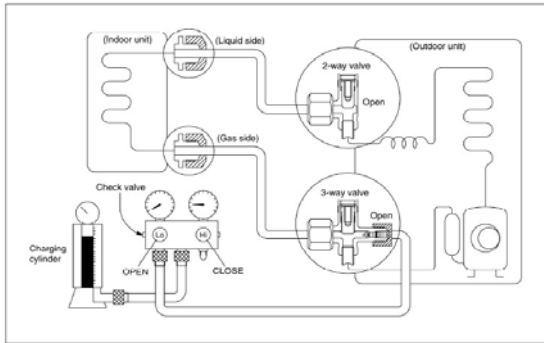 (Indoor unit)
(Liquid side)
(Outdoor unit)
2-way valve
Open
(Gas side)
3-way valve
Check valve
Open
Lo
Hi
Charging
cylinder
OPEN
CLOSE